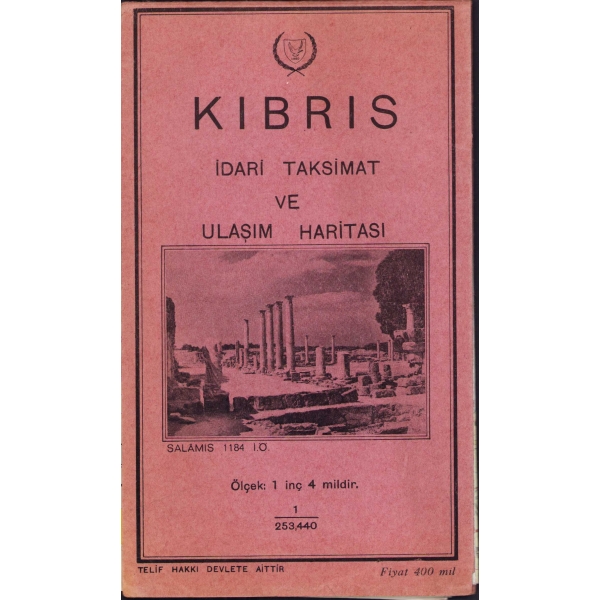 KIBRIS
İDARİ TAKSİMAT
VE
ULAŞIM HARİTASI
SALÂMIS 1184 İ.Ö.
Ölçek: 1 inç 4 mildir.
1
253,440
TELİF HAKKI DEVLETE AİTTİR
Fiyat 400 mil